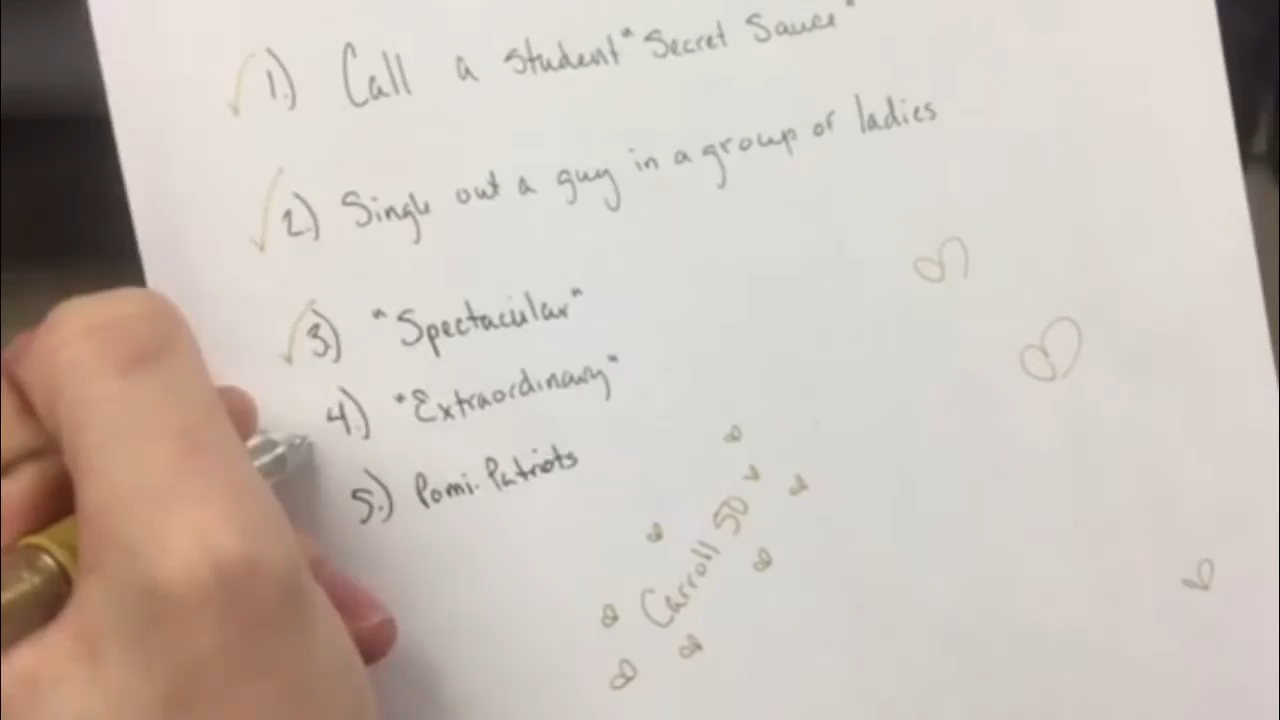 1.) Call a student "Secret Sauce"
2.) Single out a guy in a group of ladies
3.) "Spectacular"
4.) "Extraordinary"
5.) Pomi-Patriots
Carroll 50